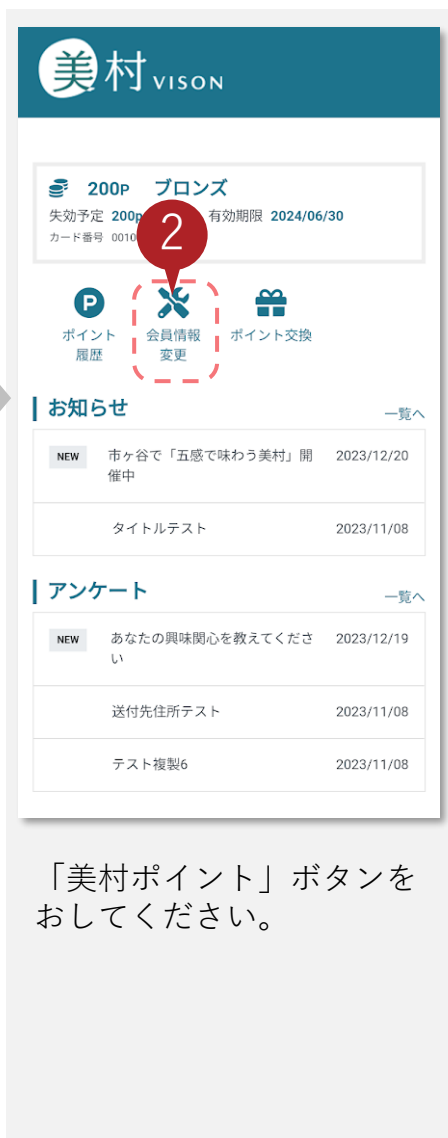 美村 VISON
200P ブロンズ
失効予定 200p 有効期限 2024/06/30
カード番号 0010
2
ポイント
履歴
会員情報
変更
ポイント交換
お知らせ
一覧へ
NEW 市ヶ谷で「五感で味わう美村」開 2023/12/20
催中
タイトルテスト 2023/11/08
アンケート
一覧へ
NEW あなたの興味関心を教えてくださ 2023/12/19
い
送付先住所テスト 2023/11/08
テスト複製6 2023/11/08
「美村ポイント」ボタンを
おしてください。